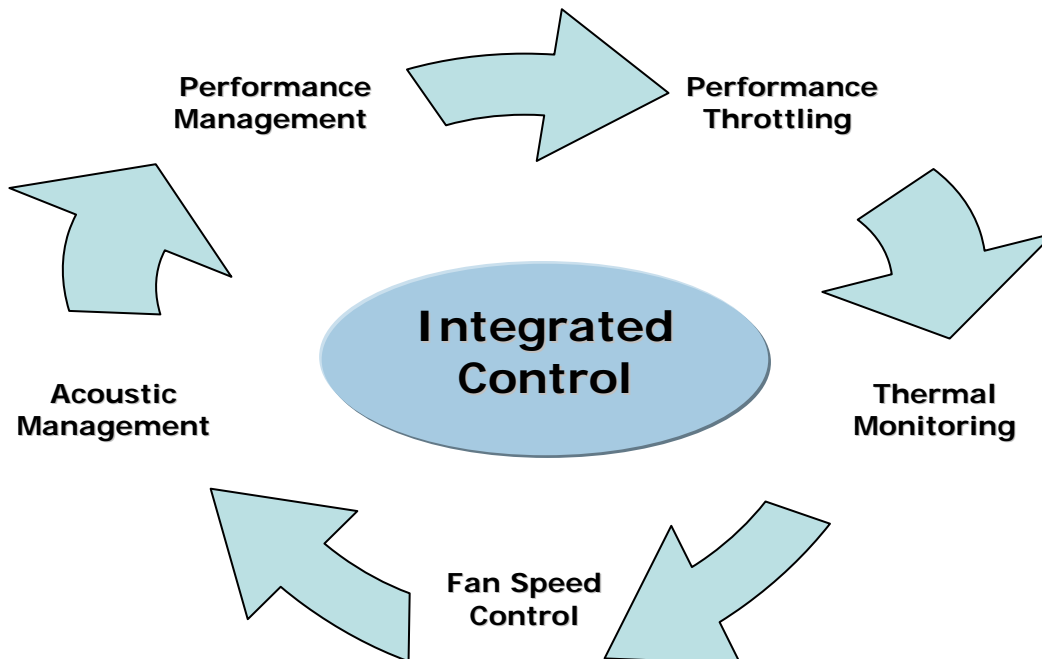 Performance
Management
Performance
Throttling
Integrated
Control
Acoustic
Management
Thermal
Monitoring
Fan Speed
Control